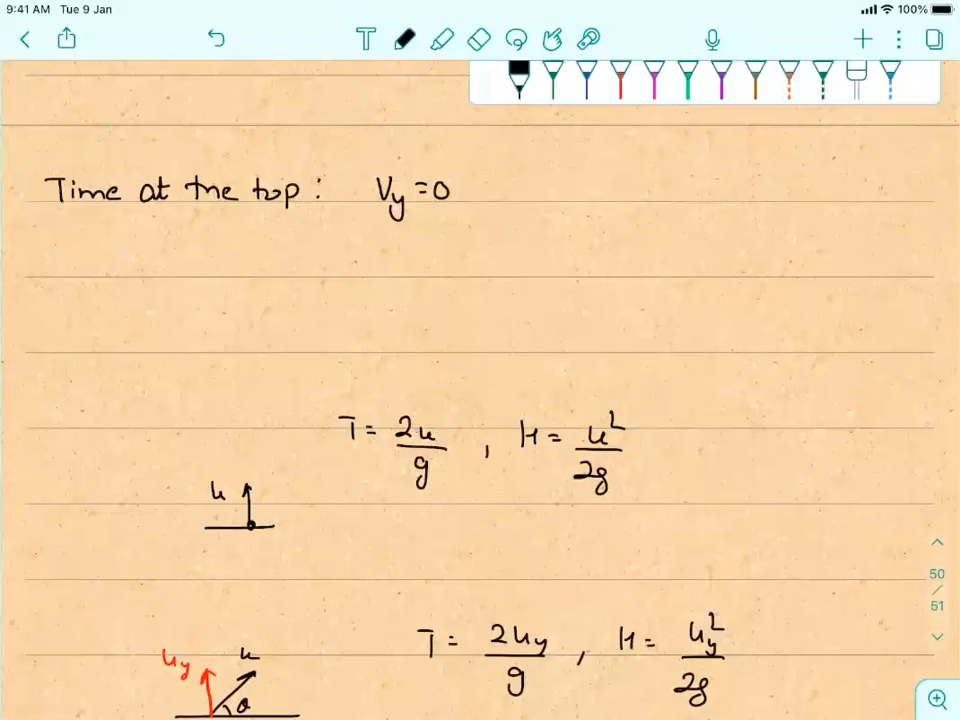 9:41 AM Tue 9 Jan 100%
T
Time at the top : Vy = 0
T = 2u/g , H = u²/2g
u
T = 2uy/g , H = uy²/2g
uy u
θ
50
/
51